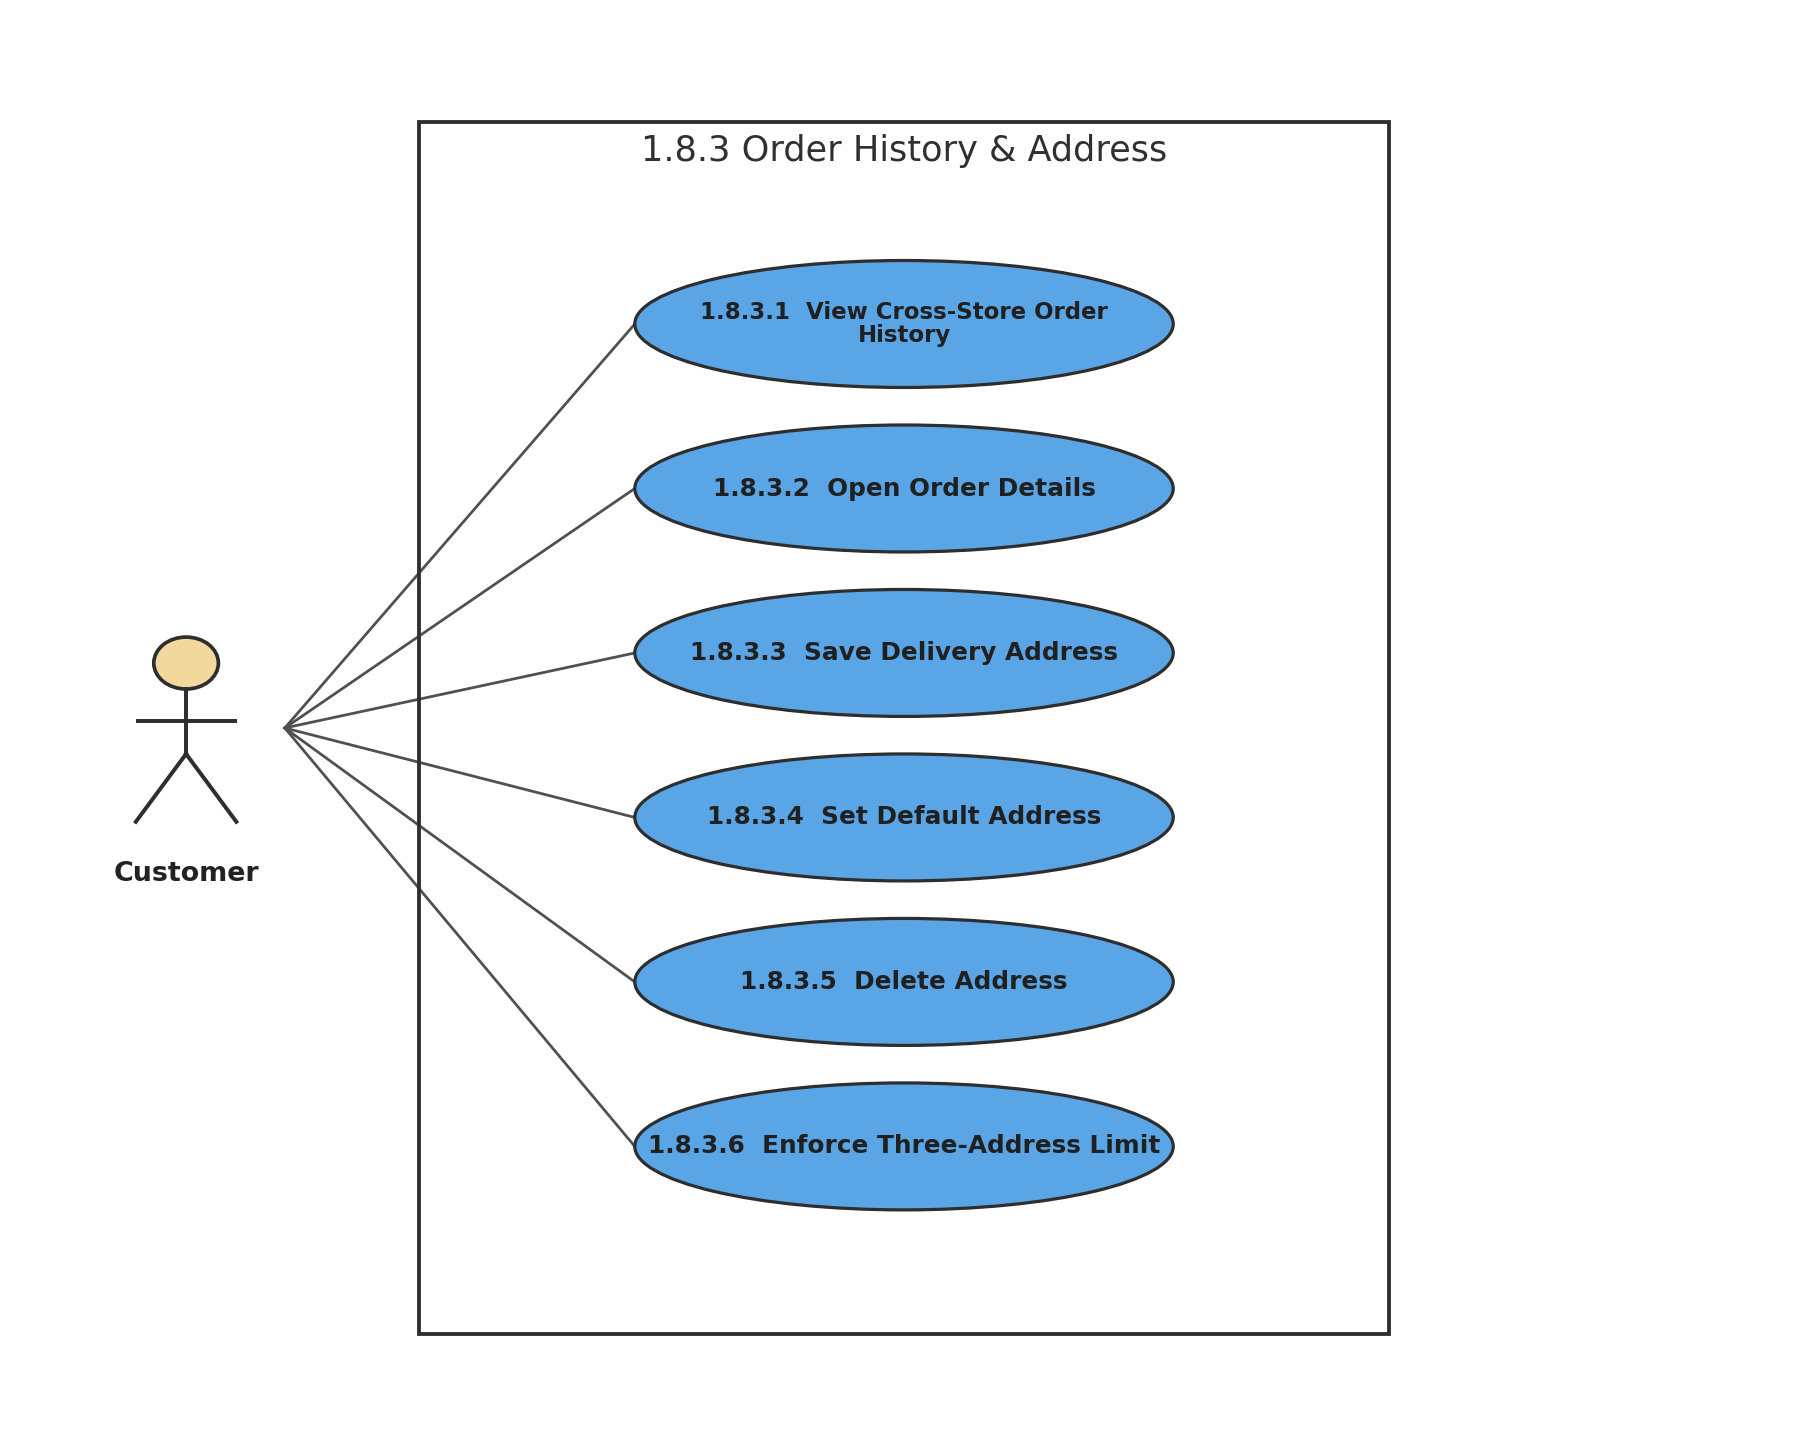 1.8.3 Order History & Address
1.8.3.1  View Cross-Store Order
History
1.8.3.2  Open Order Details
1.8.3.3  Save Delivery Address
1.8.3.4  Set Default Address
Customer
1.8.3.5  Delete Address
1.8.3.6  Enforce Three-Address Limit